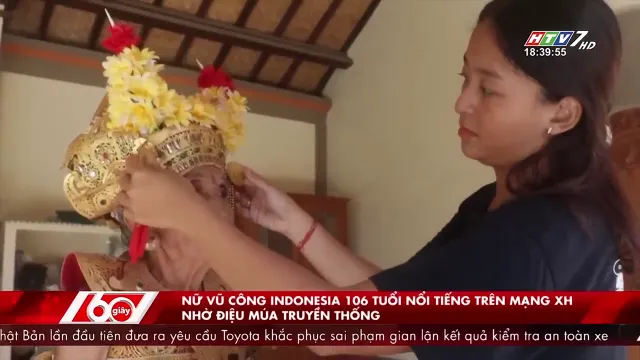 HTV7 HD
18:39:55
60 giây
NỮ VŨ CÔNG INDONESIA 106 TUỔI NỔI TIẾNG TRÊN MẠNG XH
NHỜ ĐIỆU MÚA TRUYỀN THỐNG
hật Bản lần đầu tiên đưa ra yêu cầu Toyota khắc phục sai phạm gian lận kết quả kiểm tra an toàn xe